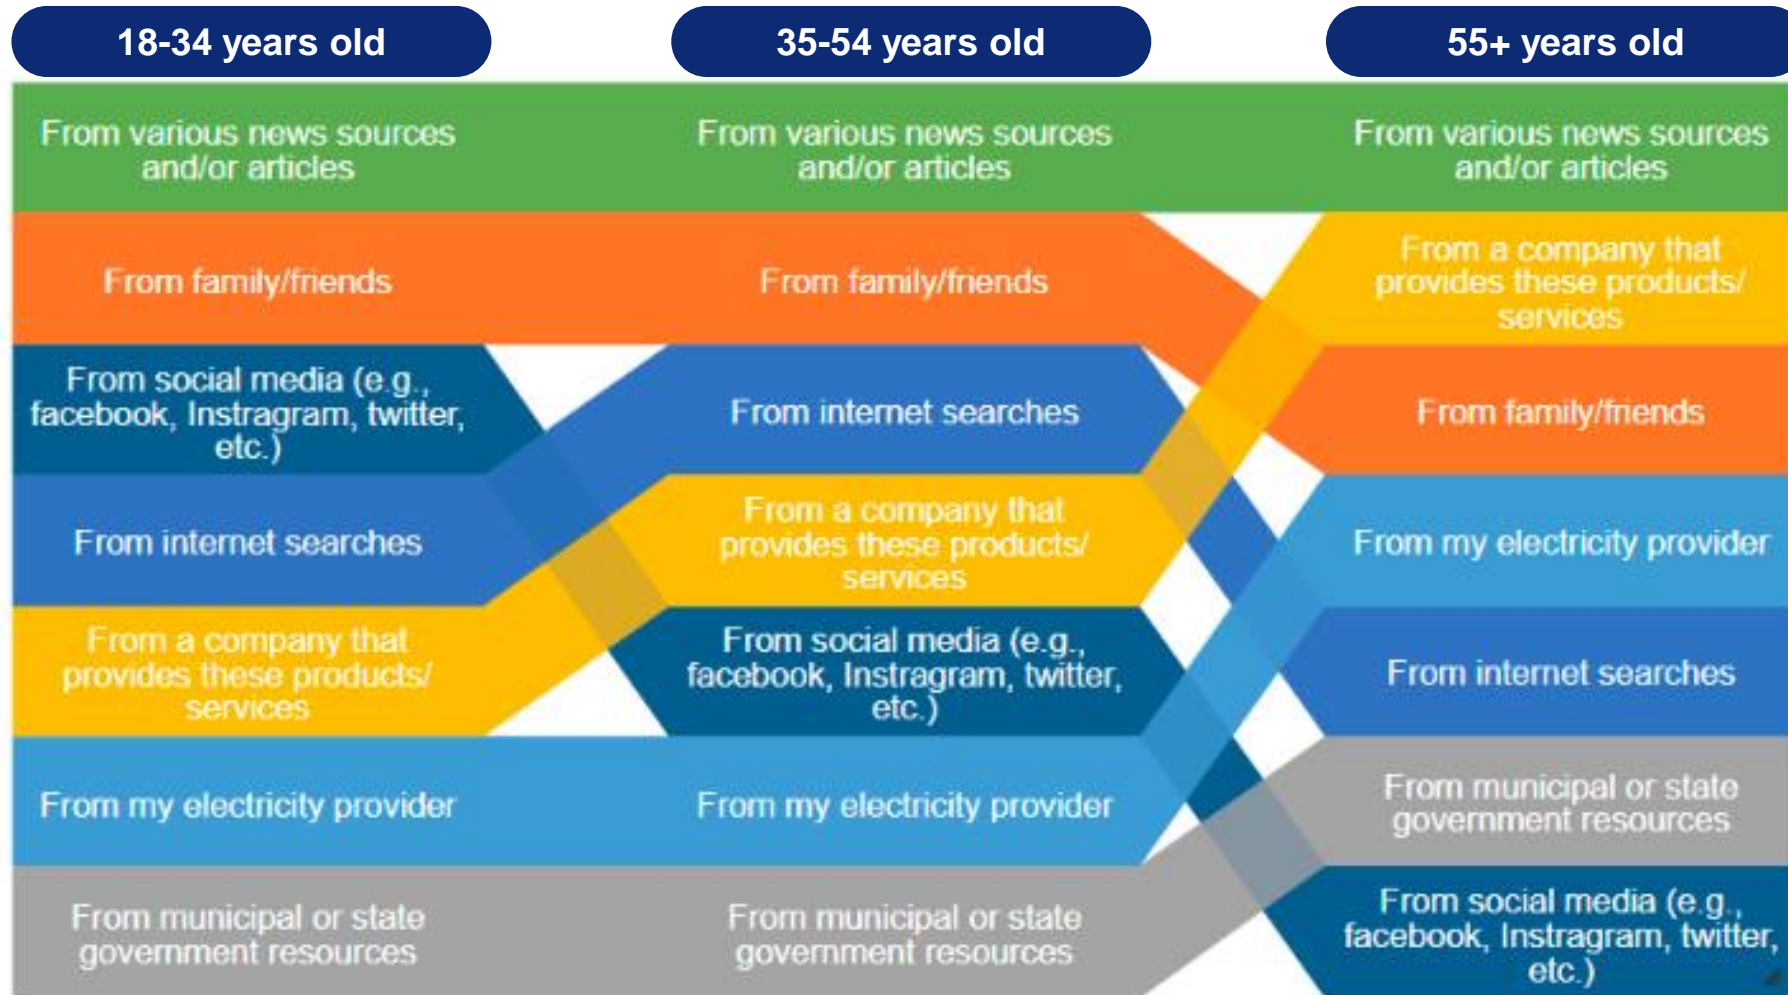 18-34 years old
35-54 years old
55+ years old
From various news sources
and/or articles
From family/friends
From social media (e.g.,
facebook, Instragram, twitter,
etc.)
From internet searches
From a company that
provides these products/
services
From my electricity provider
From municipal or state
government resources
From various news sources
and/or articles
From family/friends
From internet searches
From a company that
provides these products/
services
From social media (e.g.,
facebook, Instragram, twitter,
etc.)
From my electricity provider
From municipal or state
government resources
From various news sources
and/or articles
From a company that
provides these products/
services
From family/friends
From my electricity provider
From internet searches
From municipal or state
government resources
From social media (e.g.,
facebook, Instragram, twitter,
etc.)